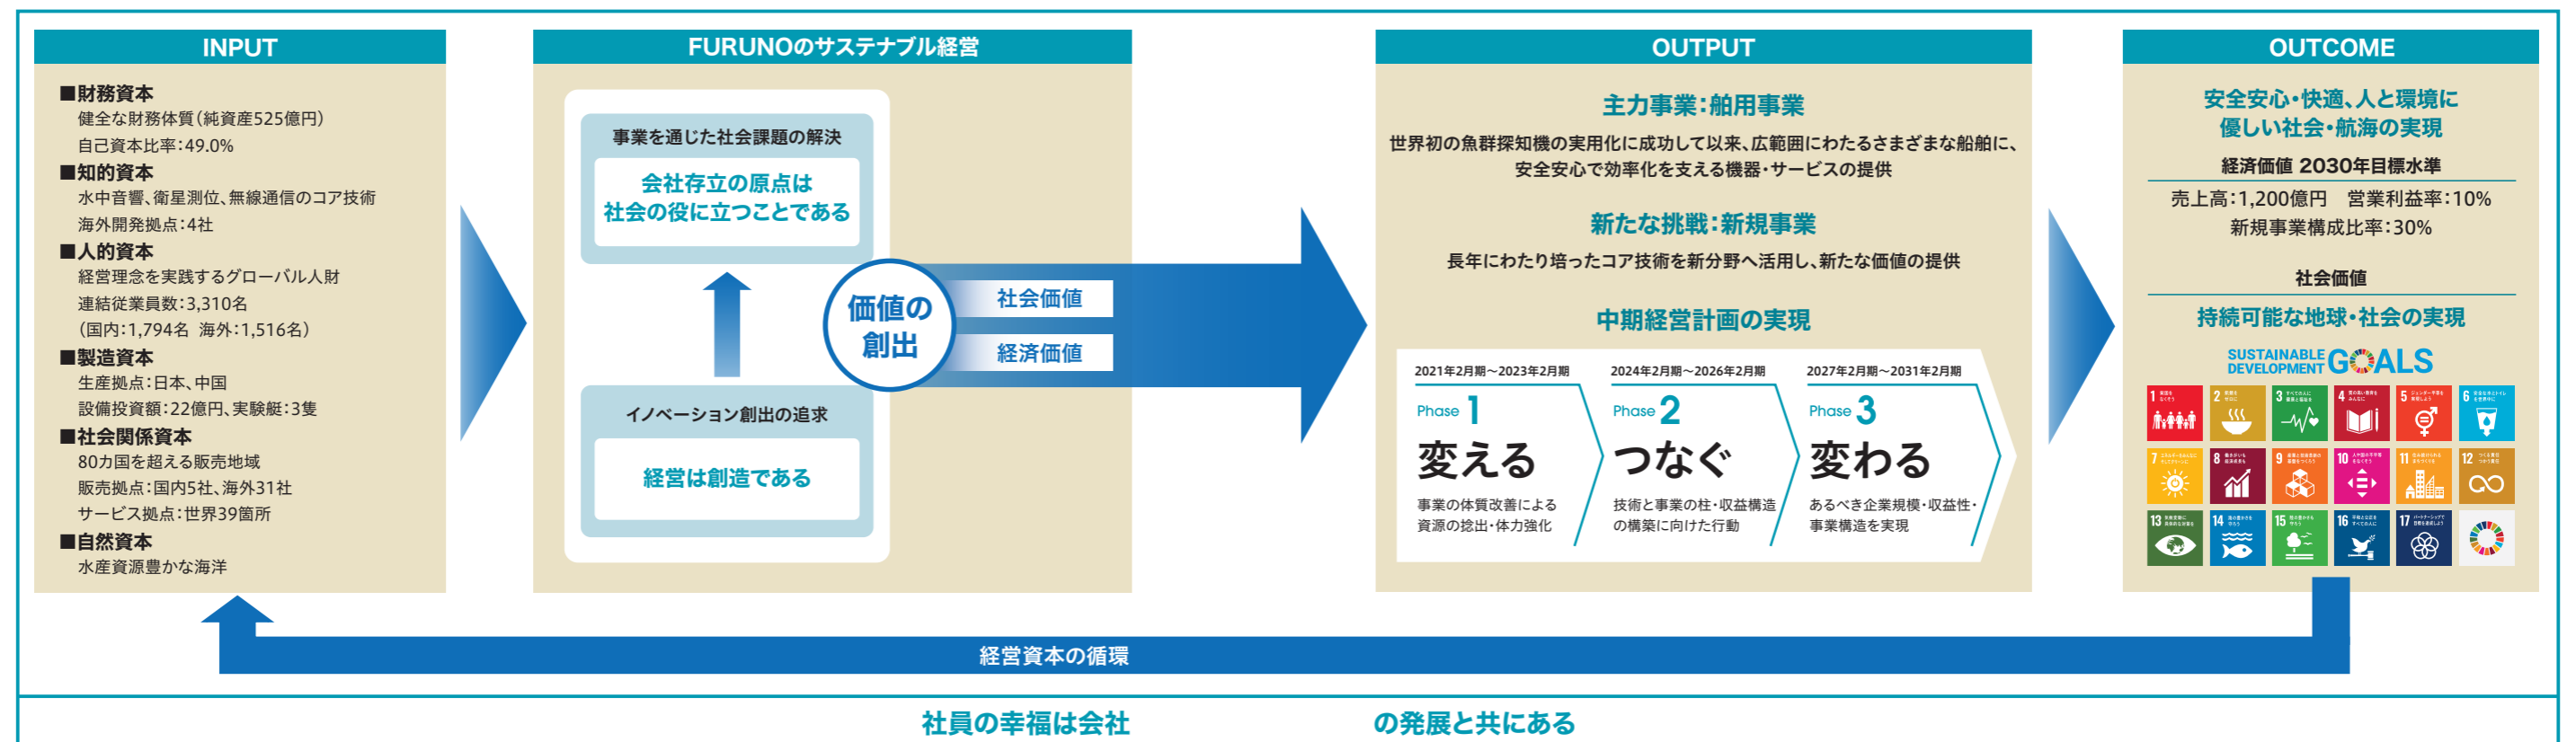 INPUT
■財務資本
健全な財務体質(純資産525億円)
自己資本比率:49.0%
■知的資本
水中音響、衛星測位、無線通信のコア技術
海外開発拠点:4社
■人的資本
経営理念を実践するグローバル人財
連結従業員数:3,310名
(国内:1,794名 海外:1,516名)
■製造資本
生産拠点:日本、中国
設備投資額:22億円、実験艇:3隻
■社会関係資本
80カ国を超える販売地域
販売拠点:国内5社、海外31社
サービス拠点:世界39箇所
■自然資本
水産資源豊かな海洋
FURUNOのサステナブル経営
事業を通じた社会課題の解決
会社存立の原点は
社会の役に立つことである
イノベーション創出の追求
経営は創造である
価値の
創出
社会価値
経済価値
OUTPUT
主力事業:舶用事業
世界初の魚群探知機の実用化に成功して以来、広範囲にわたるさまざまな船舶に、
安全安心で効率化を支える機器・サービスの提供
新たな挑戦:新規事業
長年にわたり培ったコア技術を新分野へ活用し、新たな価値の提供
中期経営計画の実現
2021年2月期~2023年2月期
Phase 1
変える
事業の体質改善による
資源の捻出・体力強化
2024年2月期~2026年2月期
Phase 2
つなぐ
技術と事業の柱・収益構造
の構築に向けた行動
2027年2月期~2031年2月期
Phase 3
変わる
あるべき企業規模・収益性・
事業構造を実現
OUTCOME
安全安心・快適、人と環境に
優しい社会・航海の実現
経済価値 2030年目標水準
売上高:1,200億円 営業利益率:10%
新規事業構成比率:30%
社会価値
持続可能な地球・社会の実現
SUSTAINABLE
DEVELOPMENT GOALS
1
2
3
4
5
6
7
8
9
10
11
12
13
14
15
16
17
経営資本の循環
社員の幸福は会社 の発展と共にある